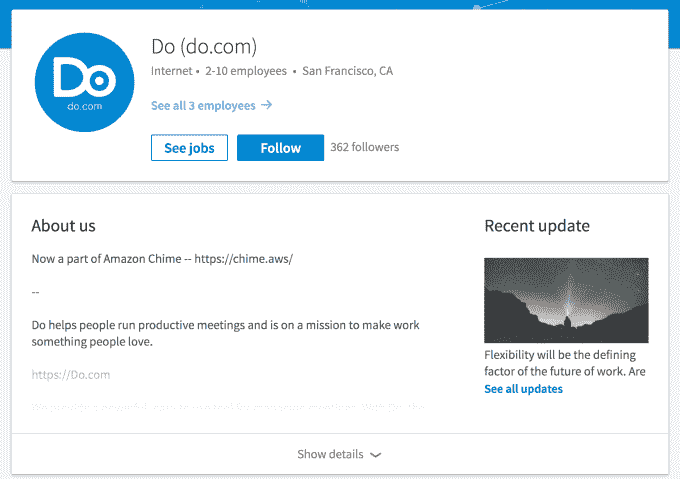 Do
do.com
Do (do.com)
Internet • 2-10 employees • San Francisco, CA
See all 3 employees →
See jobs
Follow
362 followers
About us
Now a part of Amazon Chime -- https://chime.aws/
--
Do helps people run productive meetings and is on a mission to make work
something people love.
https://Do.com
Recent update
Flexibility will be the defining
factor of the future of work. Are
See all updates
Show details